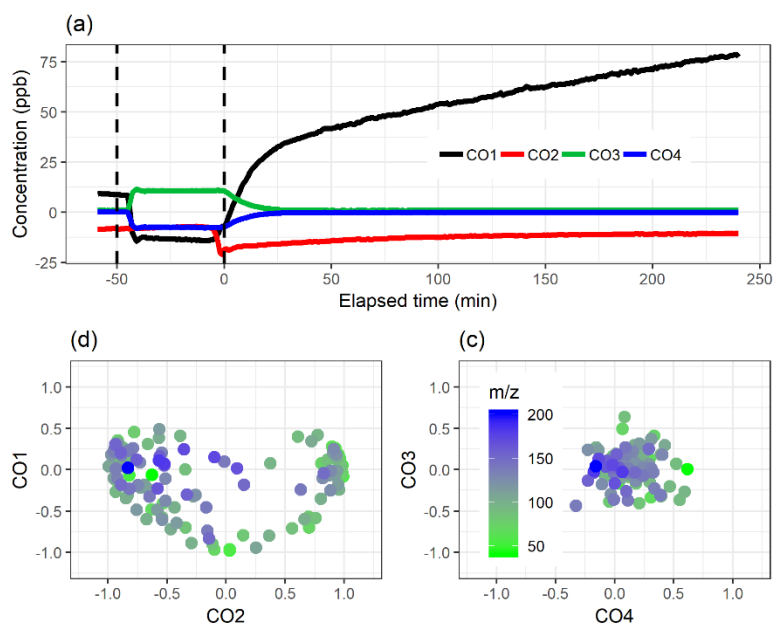 (a)
Concentration (ppb)
75
50
25
0
-25
CO1 CO2 CO3 CO4
-50 0 50 100 150 200 250
Elapsed time (min)
(d)
CO1
1.0
0.5
0.0
-0.5
-1.0
-1.0 -0.5 0.0 0.5 1.0
CO2
(c)
CO3
1.0
0.5
0.0
-0.5
-1.0
m/z
200
150
100
50
-1.0 -0.5 0.0 0.5 1.0
CO4